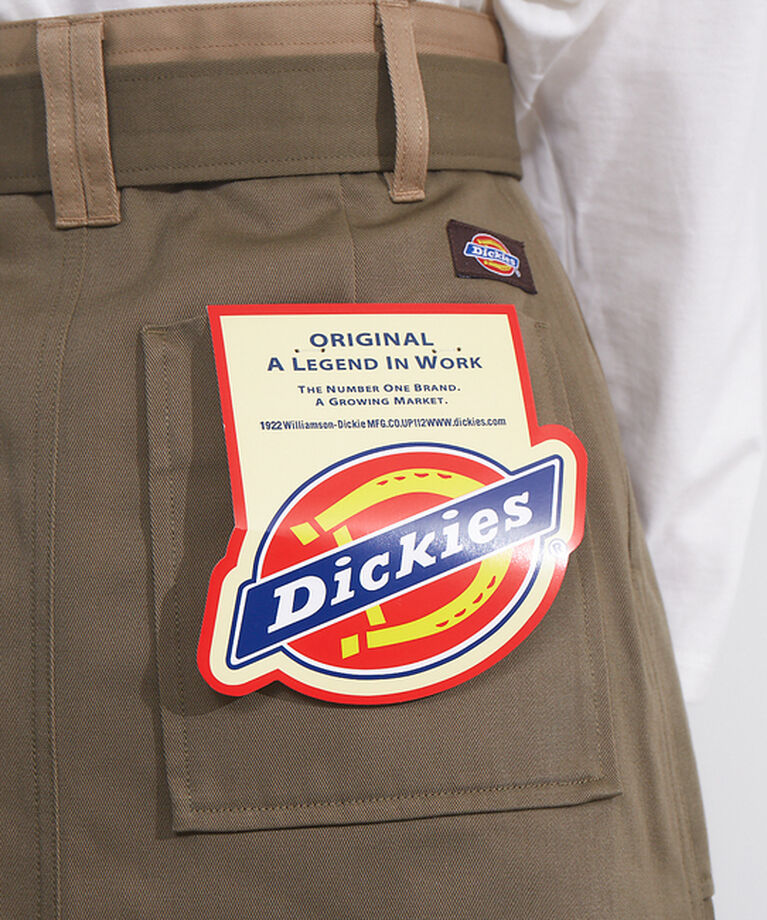 Dickies
®
ORIGINAL
A LEGEND IN WORK
THE NUMBER ONE BRAND.
A GROWING MARKET.
1922 Williamson-Dickie MFG.CO.UP112WWW.dickies.com
Dickies
®